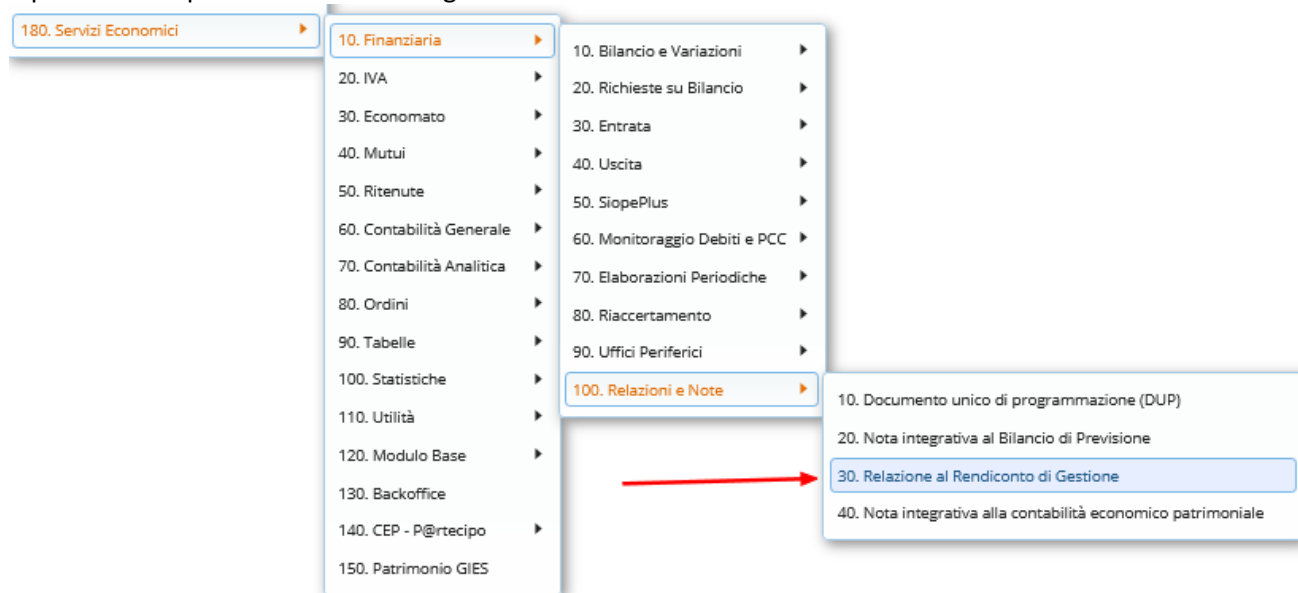 180. Servizi Economici
10. Finanziaria
20. IVA
30. Economato
40. Mutui
50. Ritenute
60. Contabilità Generale
70. Contabilità Analitica
80. Ordini
90. Tabelle
100. Statistiche
110. Utilità
120. Modulo Base
130. Backoffice
140. CEP - P@rtecipo
150. Patrimonio GIES
10. Bilancio e Variazioni
20. Richieste su Bilancio
30. Entrata
40. Uscita
50. SiopePlus
60. Monitoraggio Debiti e PCC
70. Elaborazioni Periodiche
80. Riaccertamento
90. Uffici Periferici
100. Relazioni e Note
10. Documento unico di programmazione (DUP)
20. Nota integrativa al Bilancio di Previsione
30. Relazione al Rendiconto di Gestione
40. Nota integrativa alla contabilità economico patrimoniale